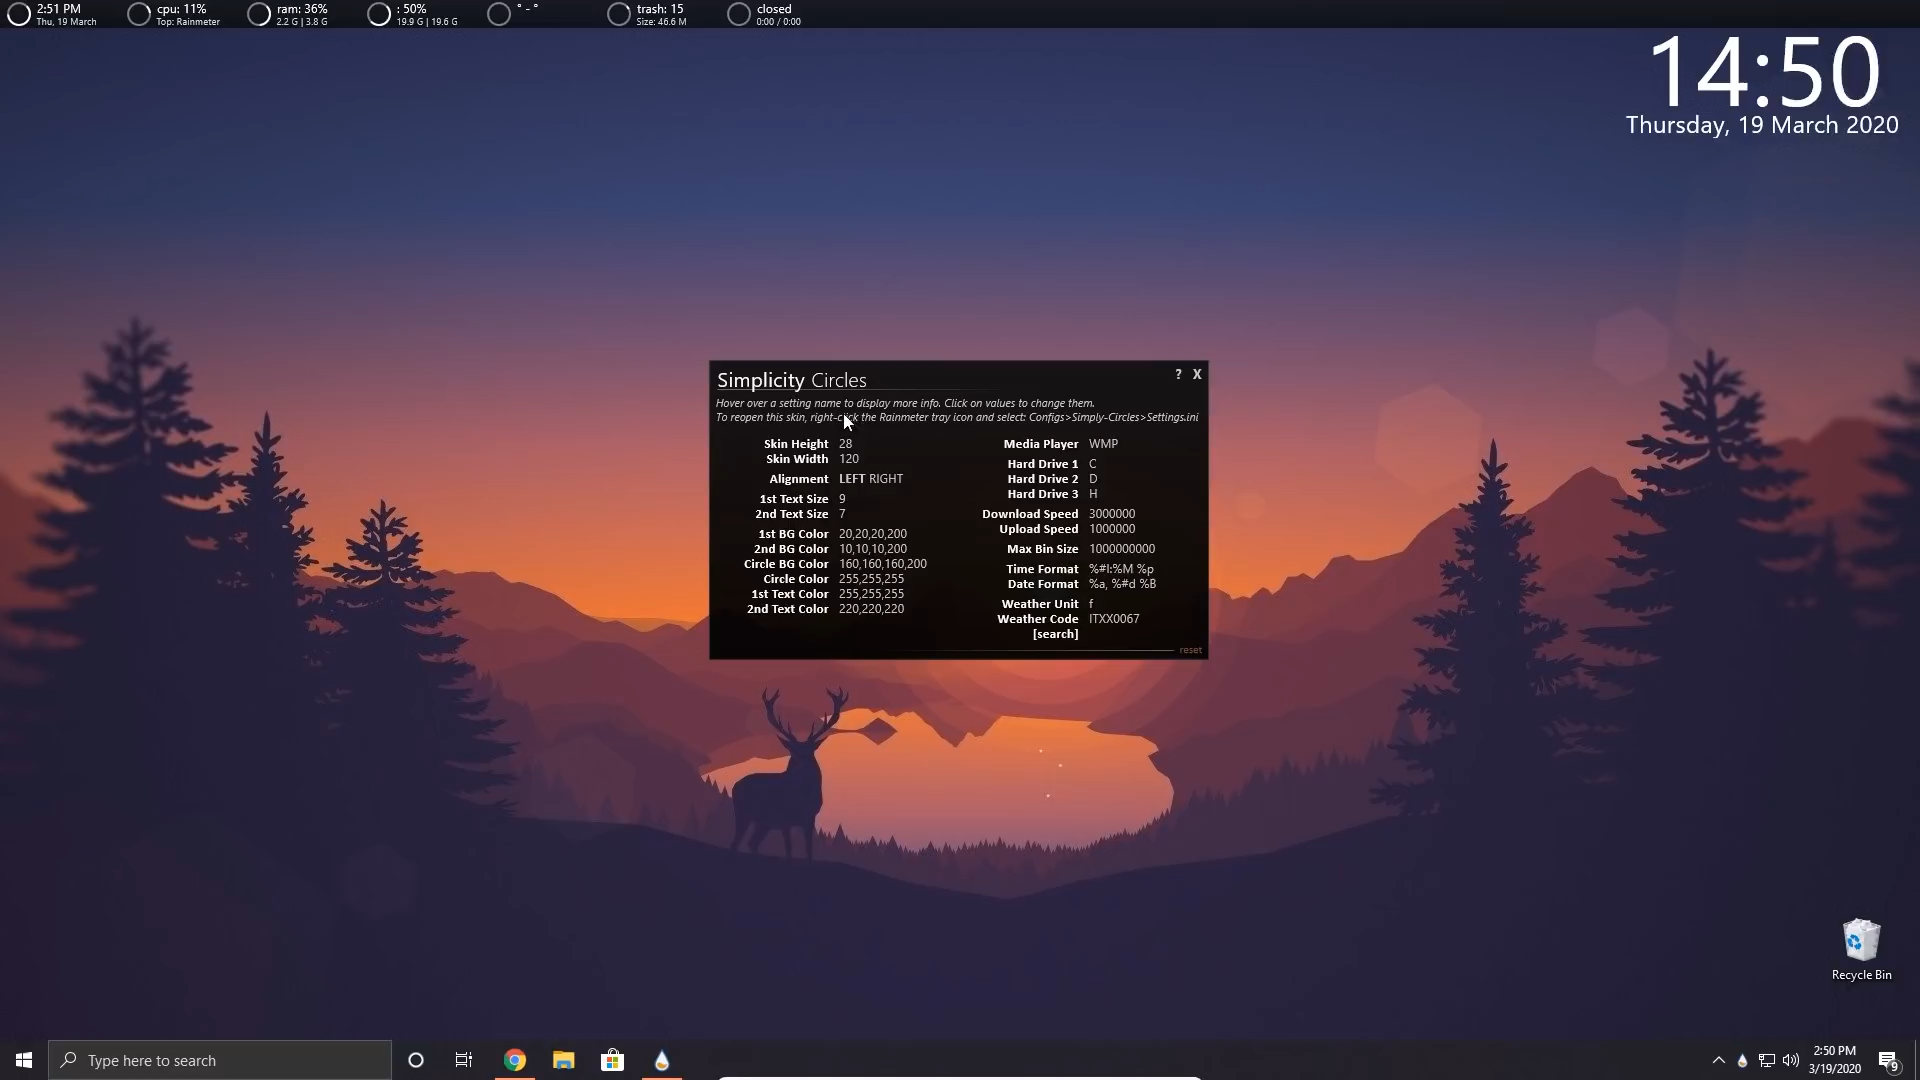 2:51 PM
Thu, 19 March
cpu: 11%
Top: Rainmeter
ram: 36%
2.2 G | 3.8 G
: 50%
19.9 G | 19.6 G
° - °
trash: 15
Size: 46.6 M
closed
0:00 / 0:00
14:50
Thursday, 19 March 2020
Simplicity Circles
? X
Hover over a setting name to display more info. Click on values to change them.
To reopen this skin, right-click the Rainmeter tray icon and select: Configs>Simply-Circles>Settings.ini
Skin Height 28
Skin Width 120
Alignment LEFT RIGHT
1st Text Size 9
2nd Text Size 7
1st BG Color 20,20,20,200
2nd BG Color 10,10,10,200
Circle BG Color 160,160,160,200
Circle Color 255,255,255
1st Text Color 255,255,255
2nd Text Color 220,220,220
Media Player WMP
Hard Drive 1 C
Hard Drive 2 D
Hard Drive 3 H
Download Speed 3000000
Upload Speed 1000000
Max Bin Size 1000000000
Time Format %#I:%M %p
Date Format %a, %#d %B
Weather Unit f
Weather Code ITXX0067
[search]
reset
Recycle Bin
Type here to search
2:50 PM
3/19/2020
9